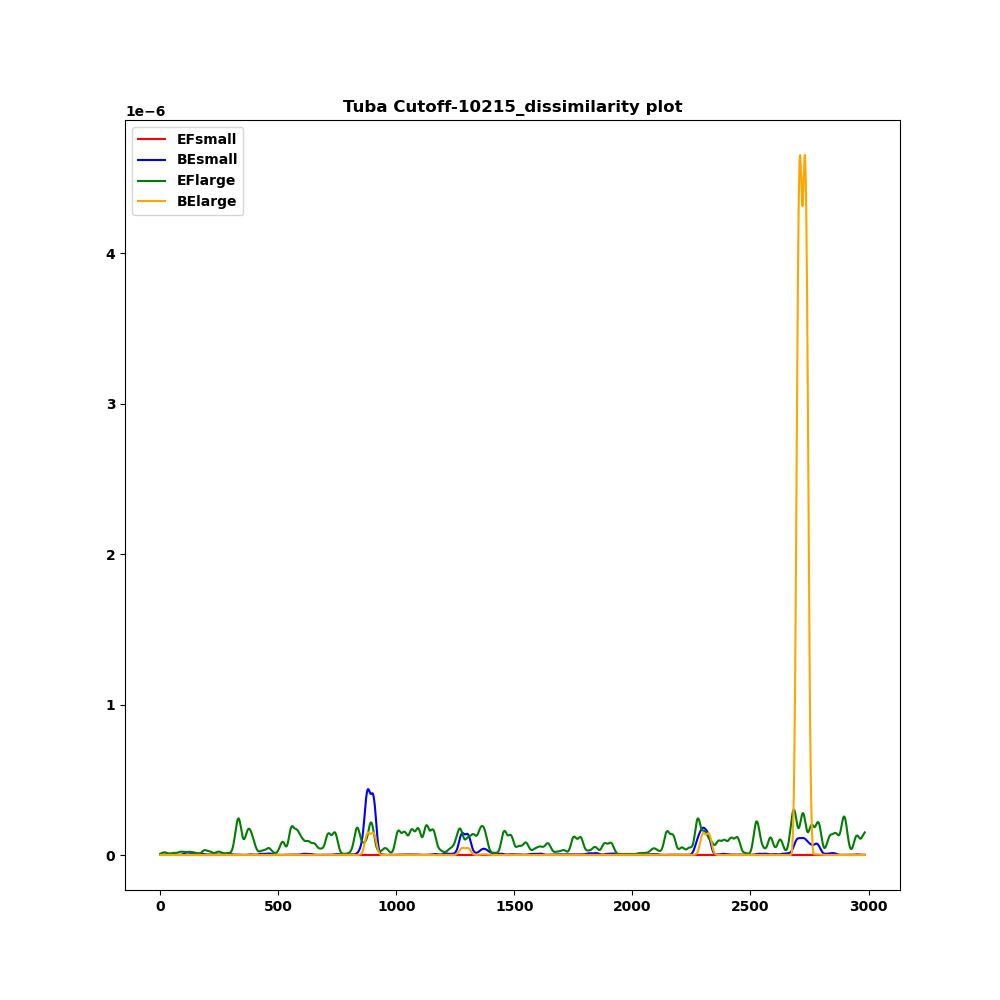 Tuba Cutoff-10215_dissimilarity plot
1e−6
EFsmall
BEsmall
EFlarge
BElarge
4
3
2
1
0
0 500 1000 1500 2000 2500 3000